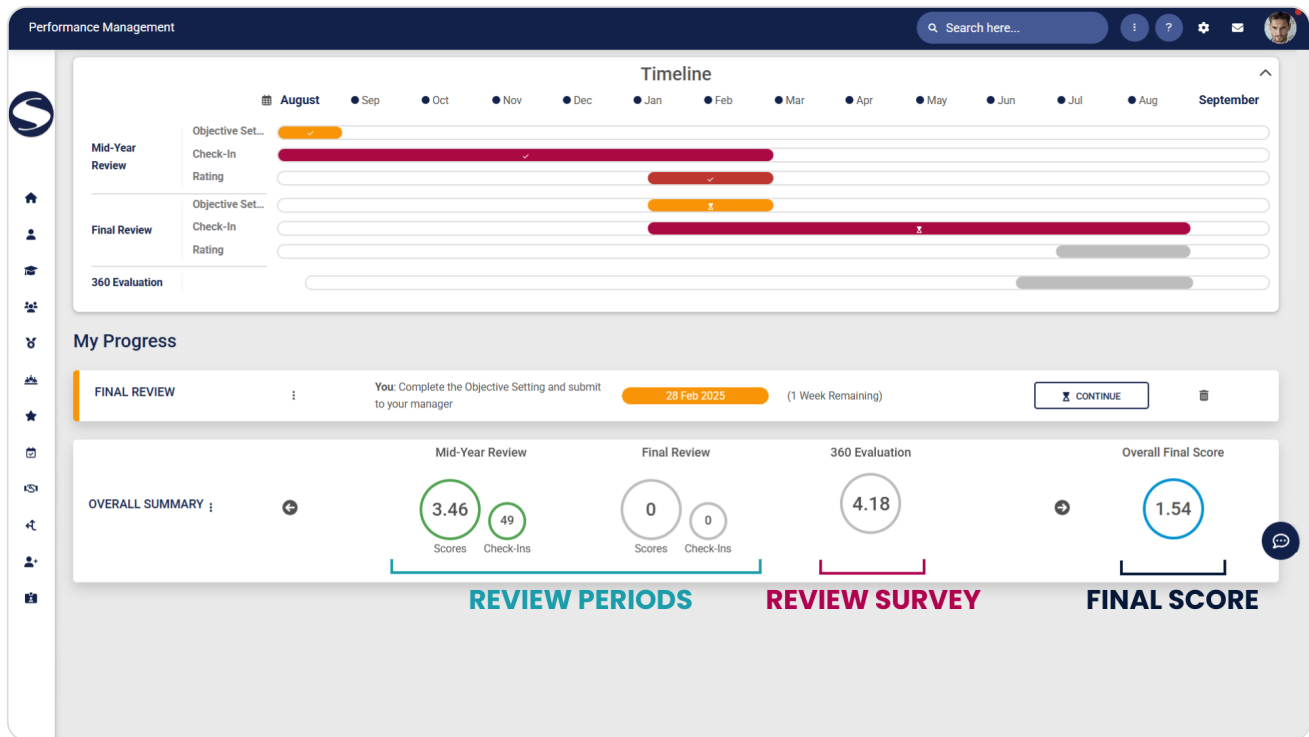 Performance Management
Search here...
?
Timeline
August Sep Oct Nov Dec Jan Feb Mar Apr May Jun Jul Aug September
Mid-Year
Review
Objective Set...
Check-In
Rating
Final Review
Objective Set...
Check-In
Rating
360 Evaluation
My Progress
FINAL REVIEW
You: Complete the Objective Setting and submit
to your manager
28 Feb 2025
(1 Week Remaining)
CONTINUE
OVERALL SUMMARY
Mid-Year Review
3.46
49
Scores Check-Ins
Final Review
0
0
Scores Check-Ins
360 Evaluation
4.18
Overall Final Score
1.54
REVIEW PERIODS
REVIEW SURVEY
FINAL SCORE